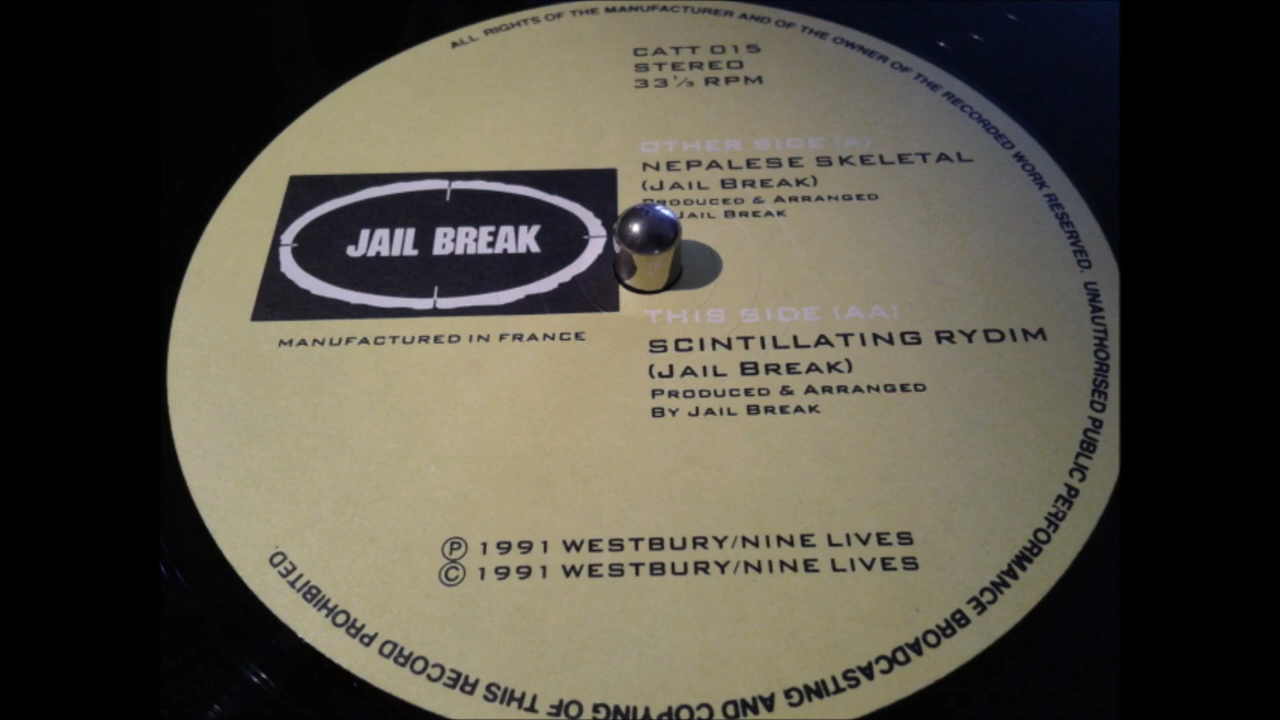 ALL RIGHTS OF THE MANUFACTURER AND OF THE OWNER OF THE RECORDED WORK RESERVED. UNAUTHORISED PUBLIC PERFORMANCE BROADCASTING AND COPYING OF THIS RECORD PROHIBITED.
CATT 015
STEREO
33⅓ RPM
OTHER SIDE (A)
NEPALESE SKELETAL
(JAIL BREAK)
PRODUCED & ARRANGED
JAIL BREAK
JAIL BREAK
MANUFACTURED IN FRANCE
THIS SIDE (AA)
SCINTILLATING RYDIM
(JAIL BREAK)
PRODUCED & ARRANGED
BY JAIL BREAK
Ⓟ 1991 WESTBURY/NINE LIVES
© 1991 WESTBURY/NINE LIVES